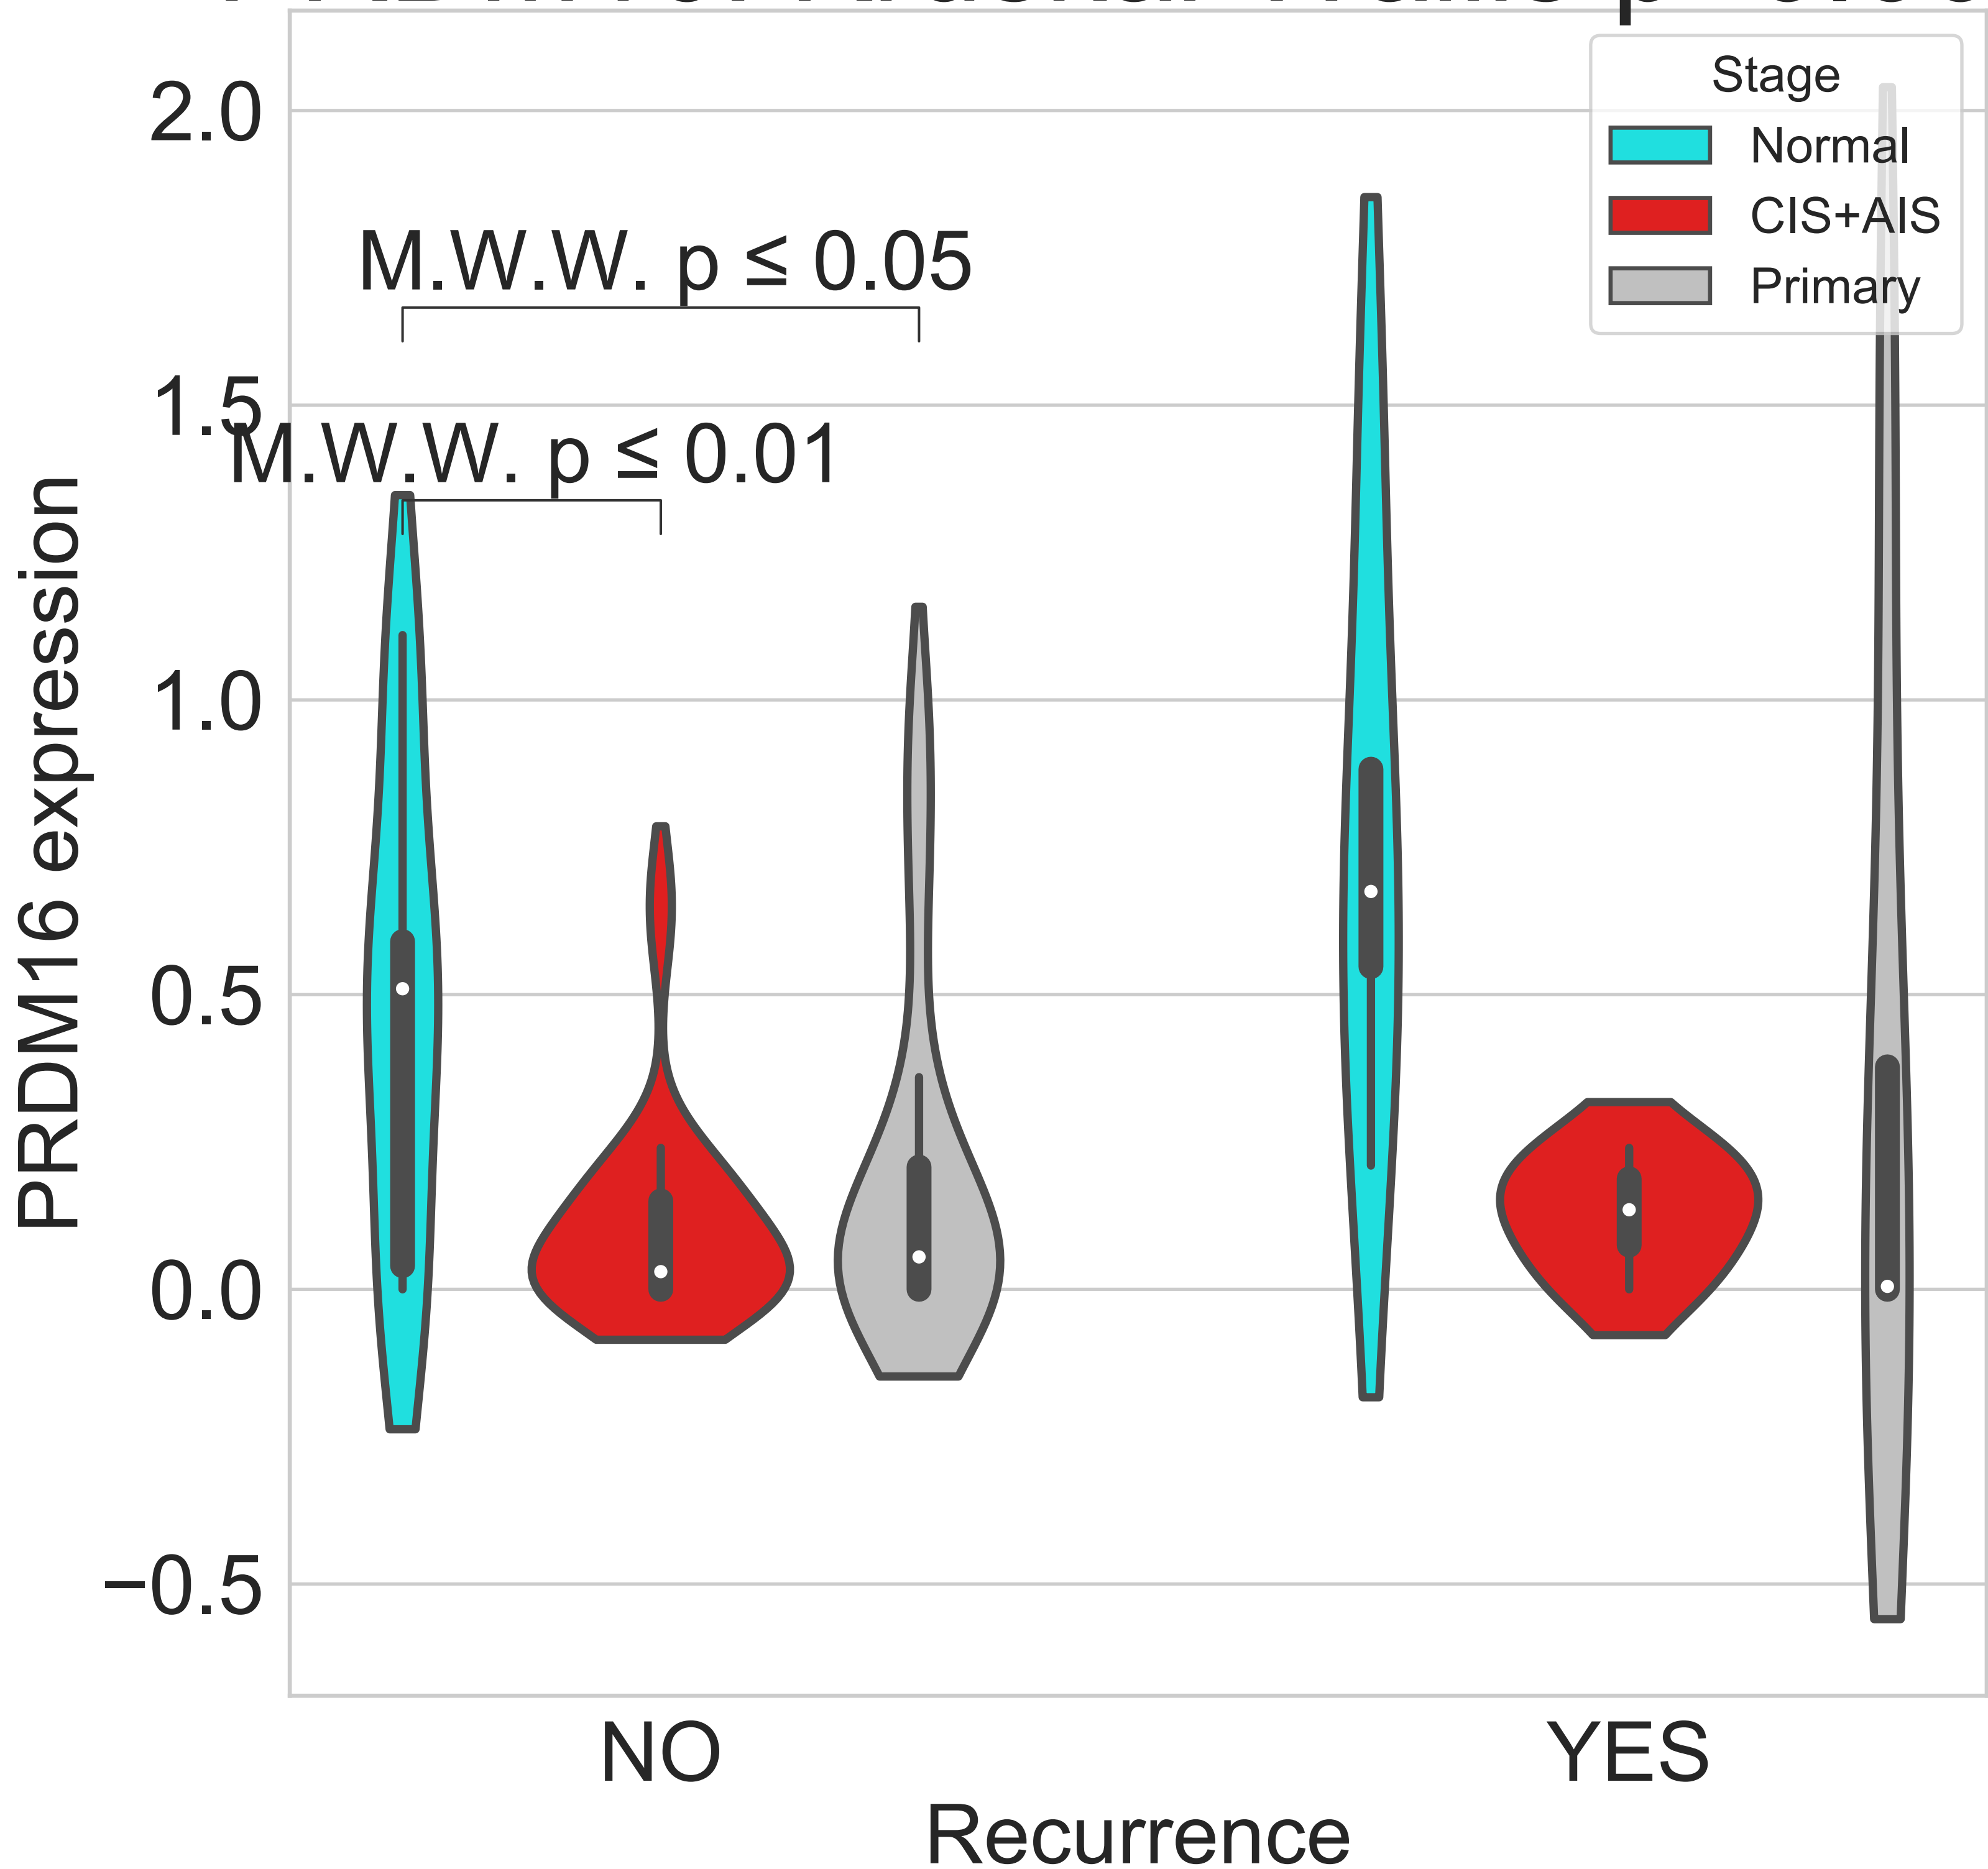 Stage
Normal
CIS+AIS
Primary
M.W.W. p ≤ 0.05
M.W.W. p ≤ 0.01
2.0
1.5
1.0
0.5
0.0
−0.5
PRDM16 expression
NO
YES
Recurrence